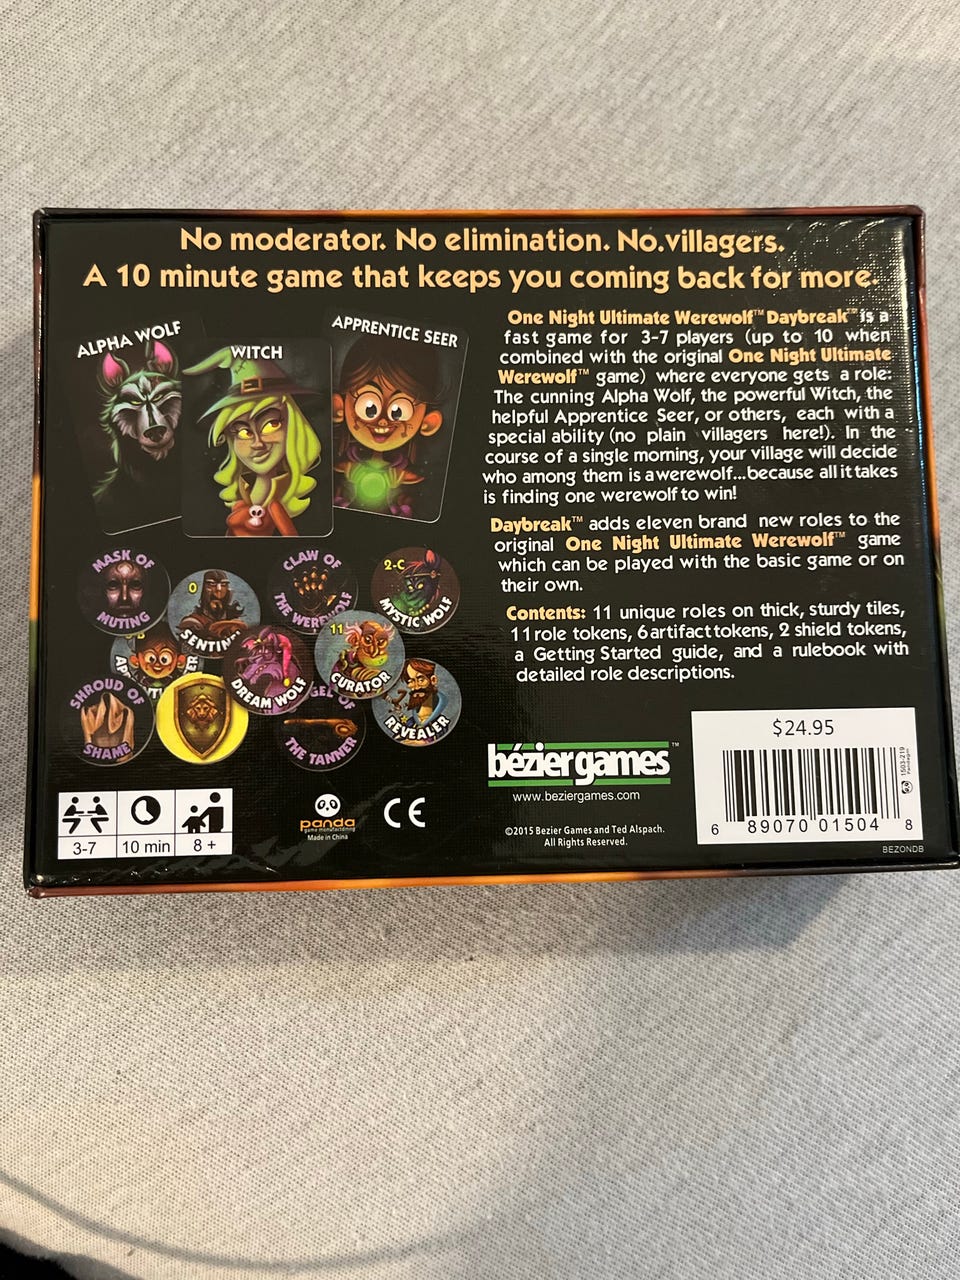 No moderator. No elimination. No villagers.
A 10 minute game that keeps you coming back for more.
ALPHA WOLF
WITCH
APPRENTICE SEER
One Night Ultimate Werewolf™ Daybreak™ is a
fast game for 3-7 players (up to 10 when
combined with the original One Night Ultimate
Werewolf™ game) where everyone gets a role:
The cunning Alpha Wolf, the powerful Witch, the
helpful Apprentice Seer, or others, each with a
special ability (no plain villagers here!). In the
course of a single morning, your village will decide
who among them is a werewolf...because all it takes
is finding one werewolf to win!
Daybreak™ adds eleven brand new roles to the
original One Night Ultimate Werewolf™ game
which can be played with the basic game or on
their own.
Contents: 11 unique roles on thick, sturdy tiles,
11 role tokens, 6 artifact tokens, 2 shield tokens,
a Getting Started guide, and a rulebook with
detailed role descriptions.
MASK OF
MUTING
0
SENTIN
CLAW OF
THE WEREWOLF
2-C
MYSTIC WOLF
DREAM WOLF
11
CURATOR
SHROUD OF
SHAME
THE TANNER
REVEALER
béziergames™
www.beziergames.com
©2015 Bezier Games and Ted Alspach.
All Rights Reserved.
3-7
10 min
8 +
panda
game manufacturing
Made in China
CE
$24.95
6 89070 01504 8
1503-219
BEZONDB